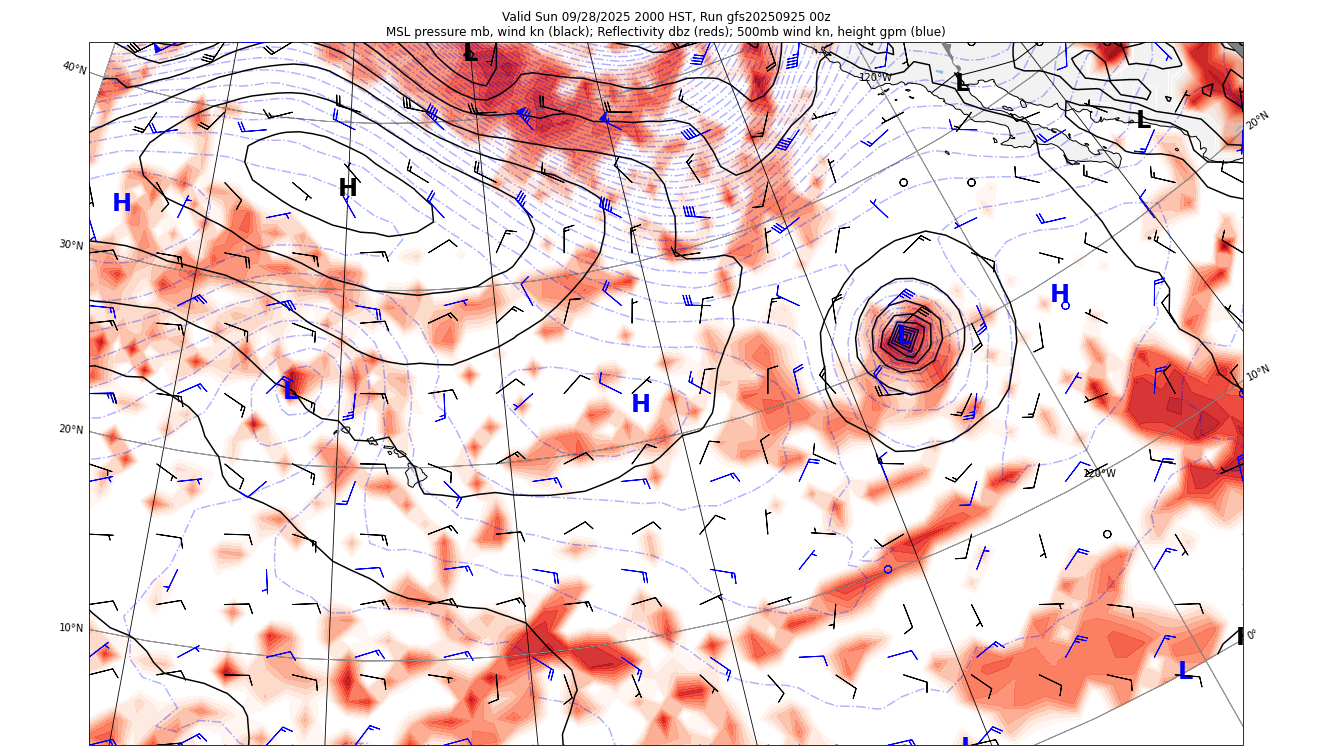 Valid Sun 09/28/2025 2000 HST, Run gfs20250925 00z
MSL pressure mb, wind kn (black); Reflectivity dbz (reds); 500mb wind kn, height gpm (blue)
L
40°N
120°W
L
L
20°N
H
H
30°N
H
L
10°N
L
H
20°N
120°W
10°N
0°
L